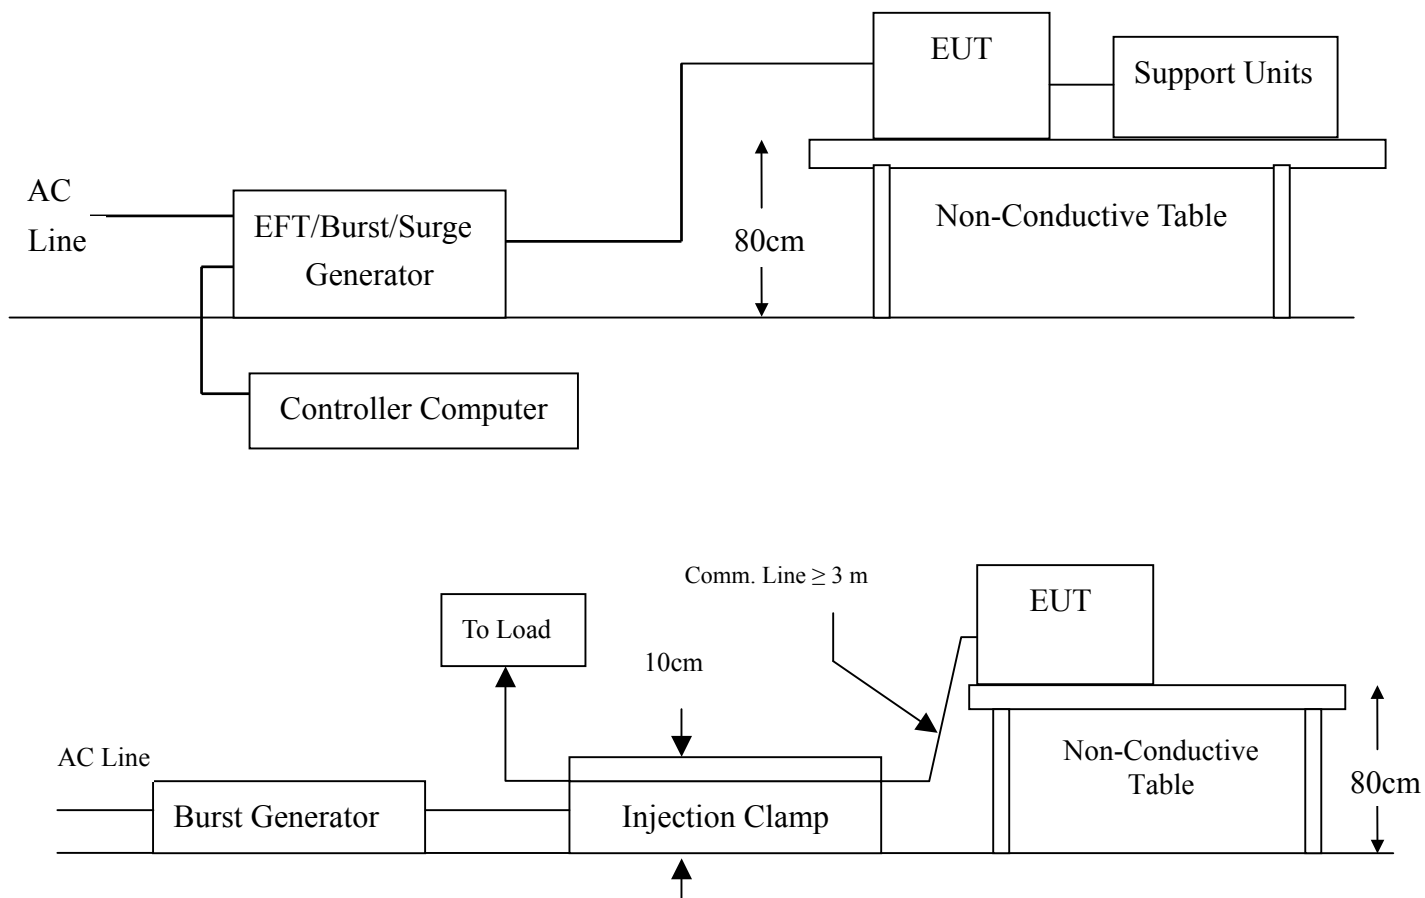 EUT
Support Units
AC
Line
EFT/Burst/Surge
Generator
80cm
Non-Conductive Table
Controller Computer
Comm. Line ≥ 3 m
EUT
To Load
10cm
AC Line
Non-Conductive
Table
80cm
Burst Generator
Injection Clamp